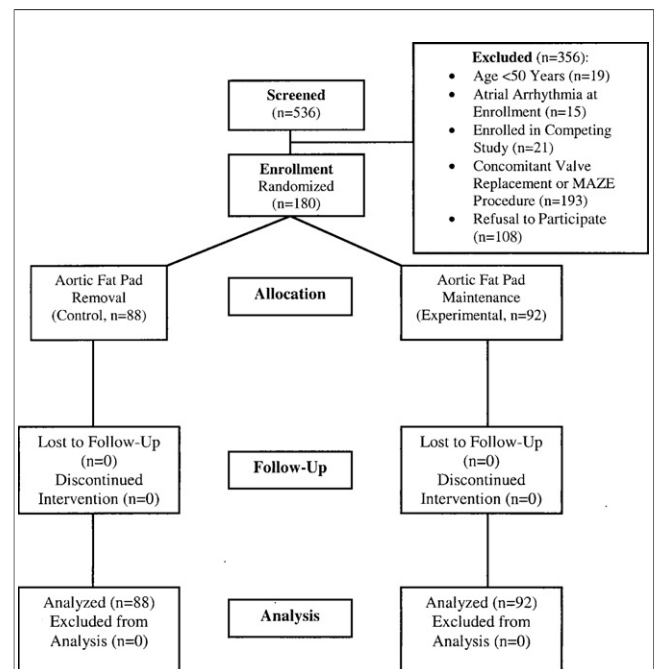 Screened
(n=536)
Excluded (n=356):
• Age <50 Years (n=19)
• Atrial Arrhythmia at
Enrollment (n=15)
• Enrolled in Competing
Study (n=21)
• Concomitant Valve
Replacement or MAZE
Procedure (n=193)
• Refusal to Participate
(n=108)
Enrollment
Randomized
(n=180)
Aortic Fat Pad
Removal
(Control, n=88)
Allocation
Aortic Fat Pad
Maintenance
(Experimental, n=92)
Lost to Follow-Up
(n=0)
Discontinued
Intervention (n=0)
Follow-Up
Lost to Follow-Up
(n=0)
Discontinued
Intervention (n=0)
Analyzed (n=88)
Excluded from
Analysis (n=0)
Analysis
Analyzed (n=92)
Excluded from
Analysis (n=0)